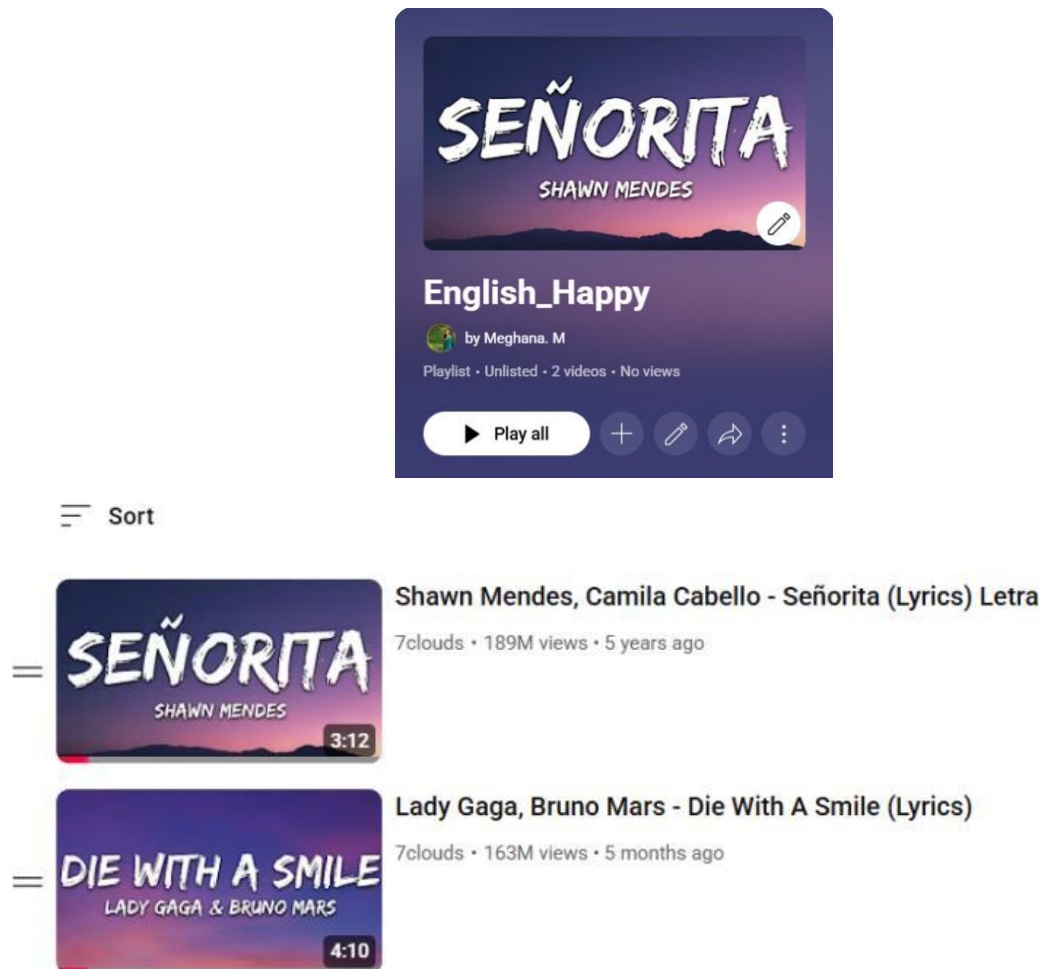 SEÑORITA
SHAWN MENDES
English_Happy
by Meghana. M
Playlist • Unlisted • 2 videos • No views
Play all
Sort
SEÑORITA
SHAWN MENDES
3:12
Shawn Mendes, Camila Cabello - Señorita (Lyrics) Letra
7clouds • 189M views • 5 years ago
DIE WITH A SMILE
LADY GAGA & BRUNO MARS
4:10
Lady Gaga, Bruno Mars - Die With A Smile (Lyrics)
7clouds • 163M views • 5 months ago